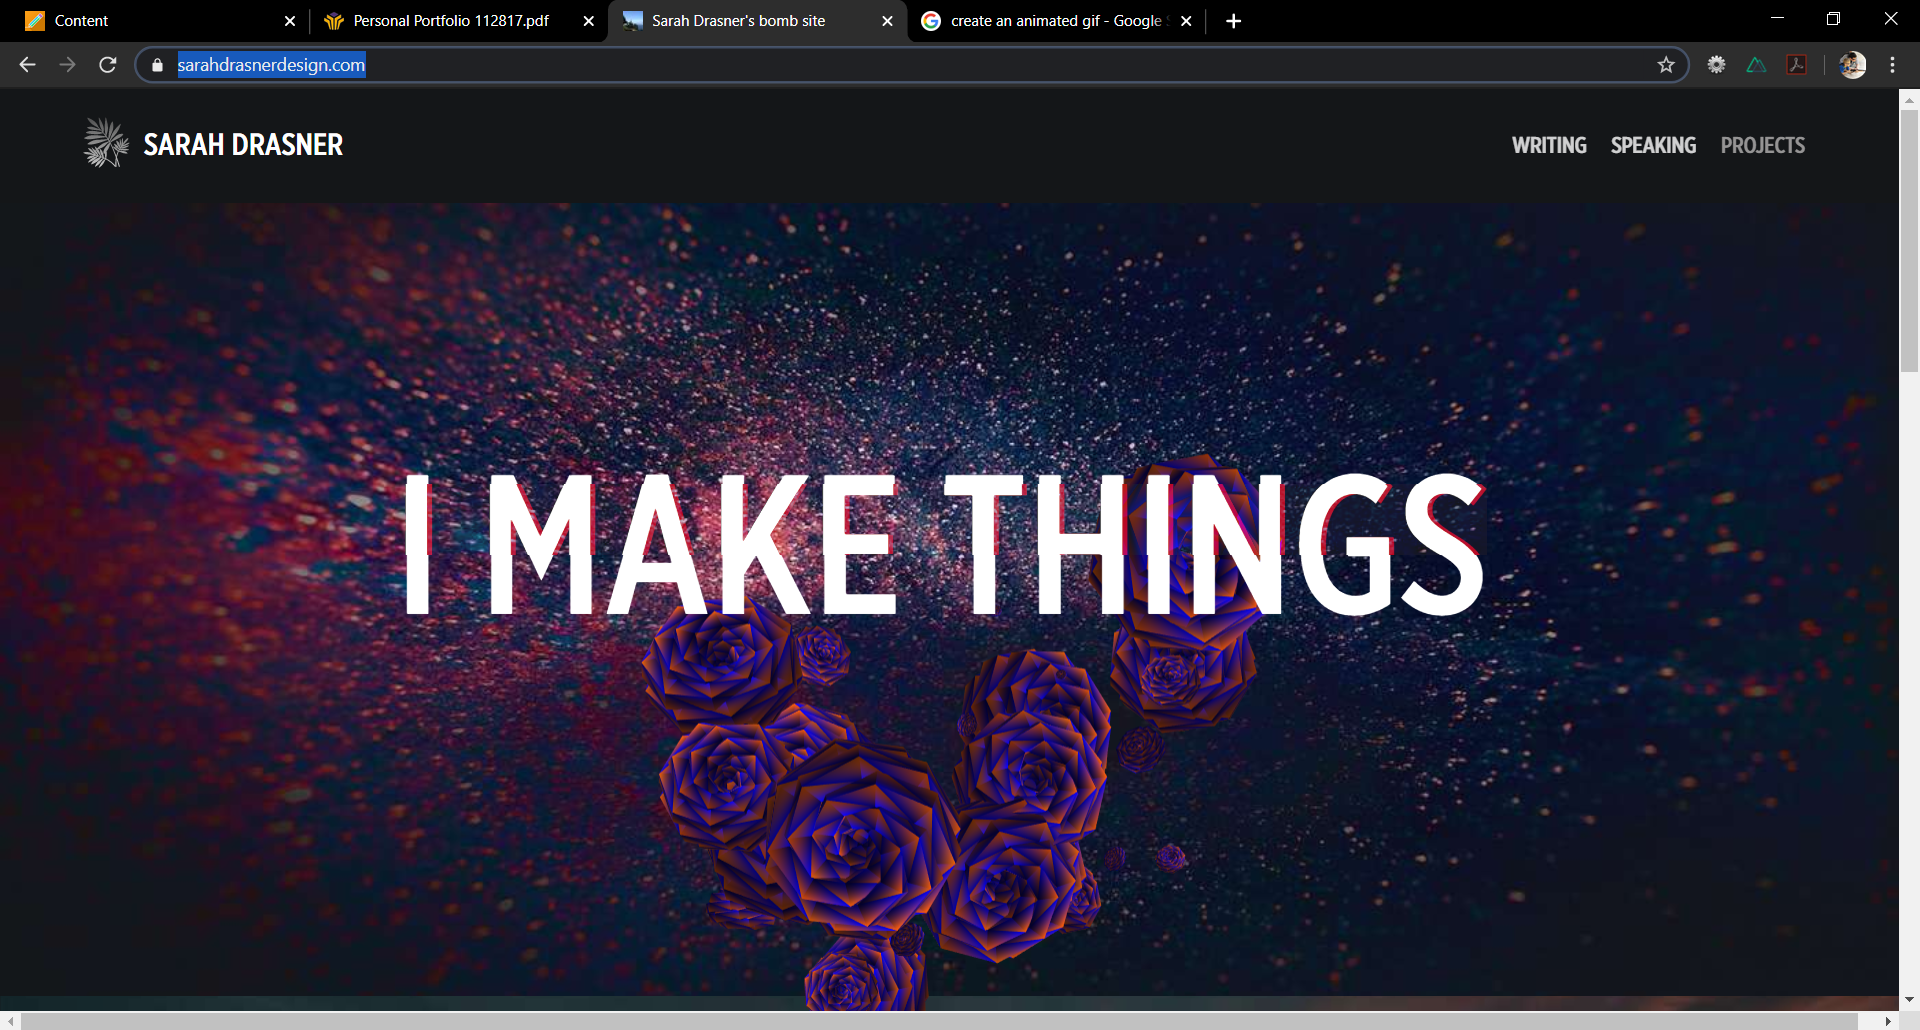 Content
Personal Portfolio 112817.pdf
Sarah Drasner's bomb site
create an animated gif - Google
sarahdrasnerdesign.com
SARAH DRASNER
WRITING SPEAKING PROJECTS
I MAKE THINGS